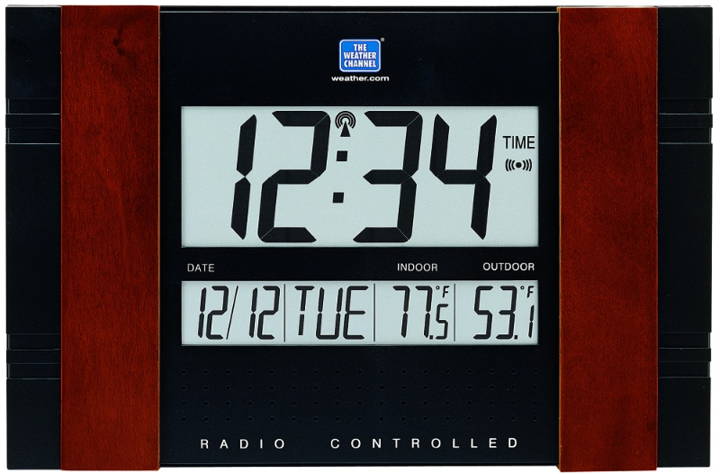 THE
WEATHER
CHANNEL
weather.com
12:34 TIME
DATE INDOOR OUTDOOR
12/12 TUE 77.5°F 53.1°F
RADIO CONTROLLED